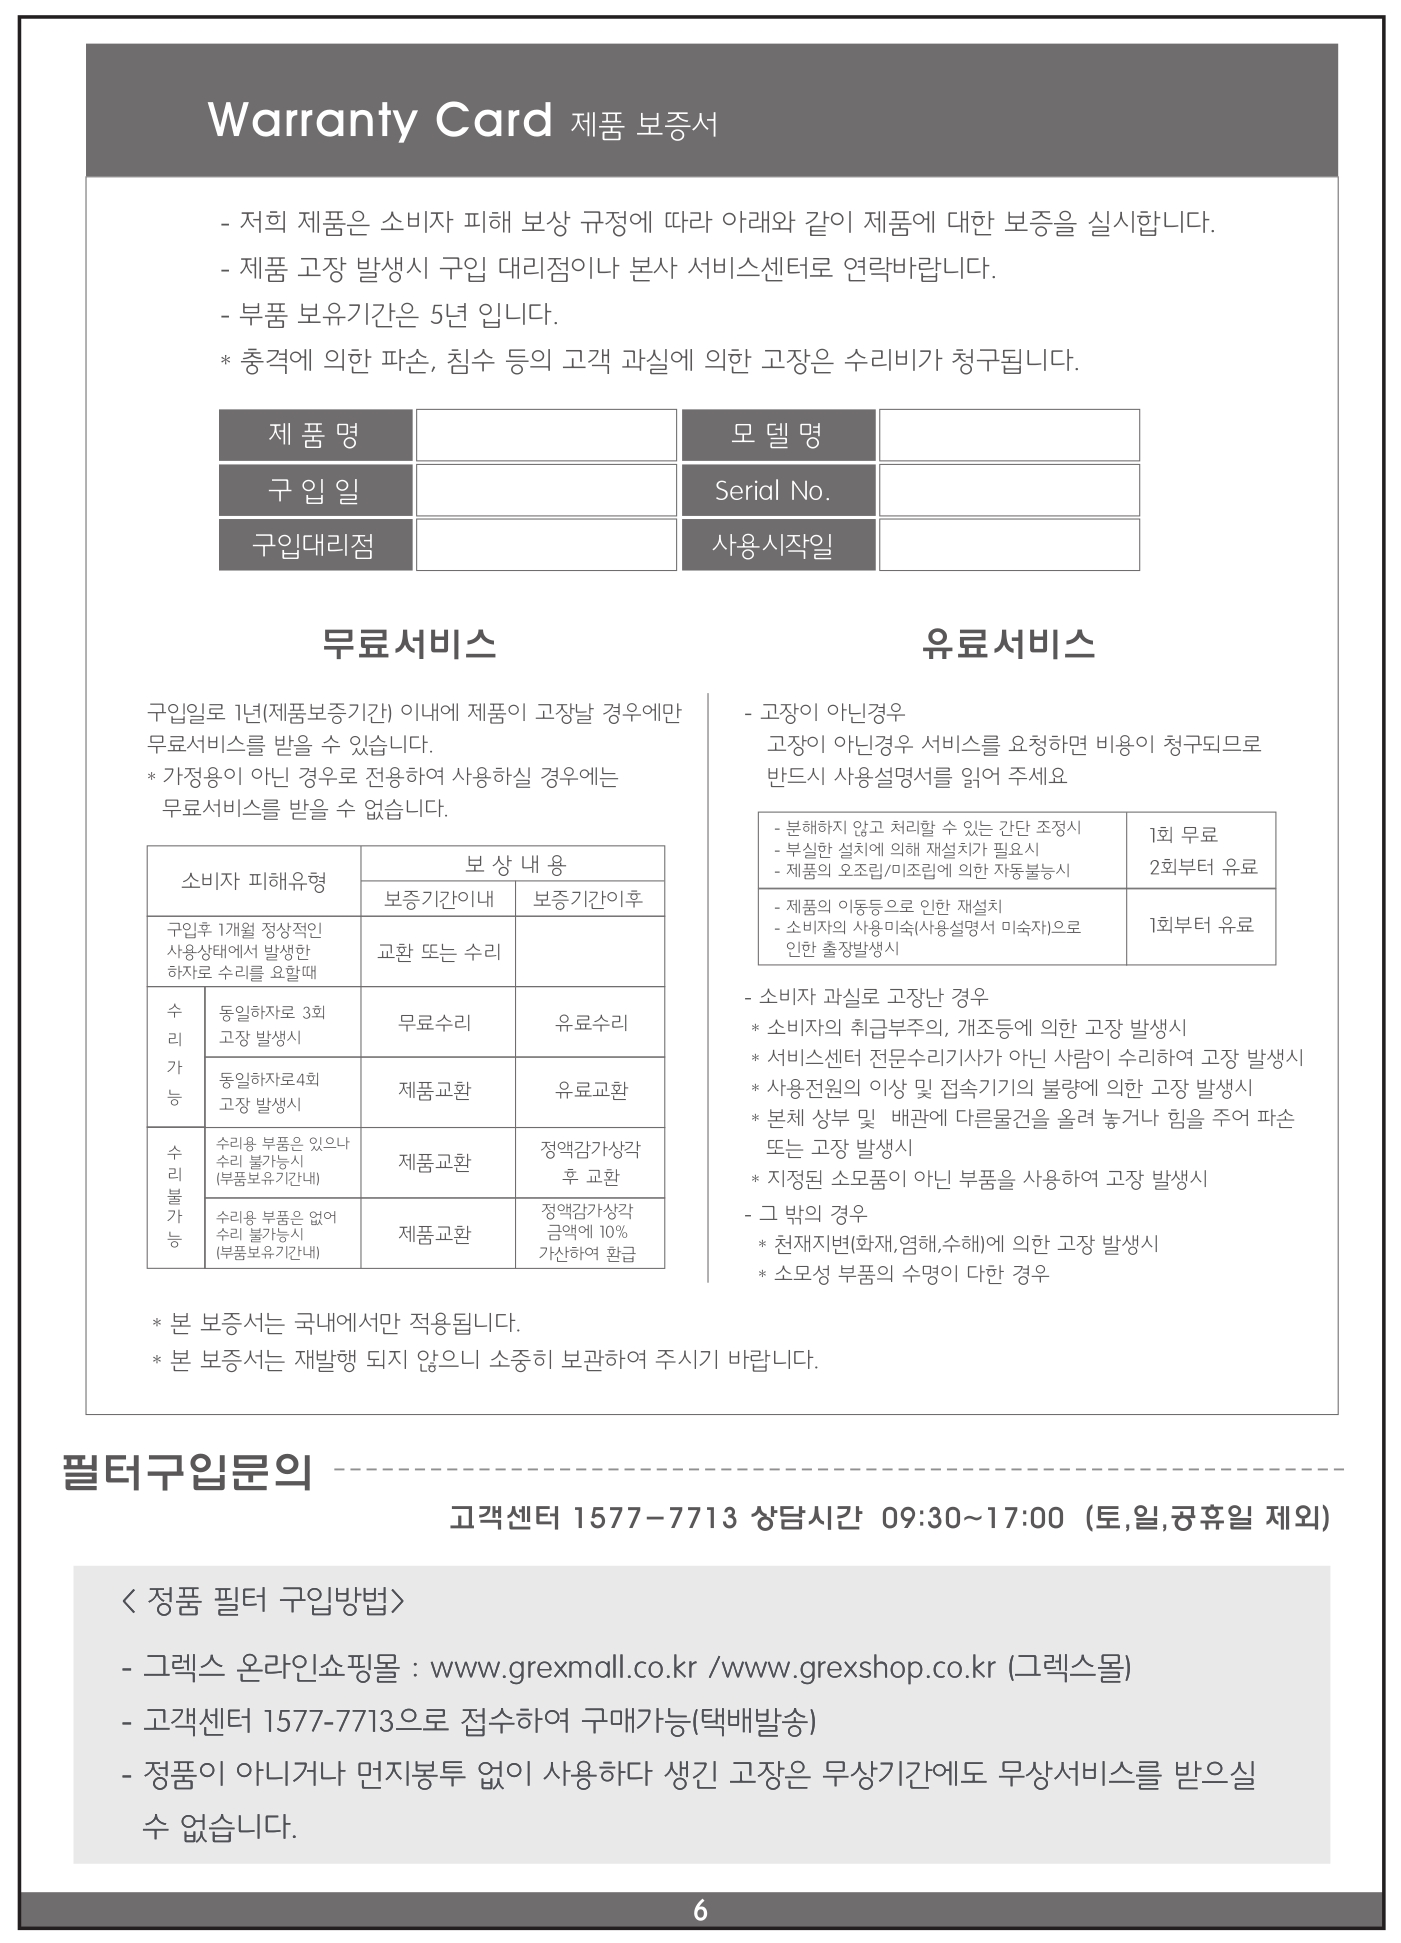 Warranty Card 제품 보증서
- 저희 제품은 소비자 피해 보상 규정에 따라 아래와 같이 제품에 대한 보증을 실시합니다.
- 제품 고장 발생시 구입 대리점이나 본사 서비스센터로 연락바랍니다.
- 부품 보유기간은 5년 입니다.
* 충격에 의한 파손, 침수 등의 고객 과실에 의한 고장은 수리비가 청구됩니다.
제 품 명
모 델 명
구 입 일
Serial No.
구입대리점
사용시작일
무료서비스
구입일로 1년(제품보증기간) 이내에 제품이 고장날 경우에만
무료서비스를 받을 수 있습니다.
* 가정용이 아닌 경우로 전용하여 사용하실 경우에는
무료서비스를 받을 수 없습니다.
소비자 피해유형
보 상 내 용
보증기간이내
보증기간이후
구입후 1개월 정상적인
사용상태에서 발생한
하자로 수리를 요할때
교환 또는 수리
수
리
가
능
동일하자로 3회
고장 발생시
무료수리
유료수리
동일하자로4회
고장 발생시
제품교환
유료교환
수
리
불
가
능
수리용 부품은 있으나
수리 불가능시
(부품보유기간내)
제품교환
정액감가상각
후 교환
수리용 부품은 없어
수리 불가능시
(부품보유기간내)
제품교환
정액감가상각
금액에 10%
가산하여 환급
유료서비스
- 고장이 아닌경우
고장이 아닌경우 서비스를 요청하면 비용이 청구되므로
반드시 사용설명서를 읽어 주세요
- 분해하지 않고 처리할 수 있는 간단 조정시
- 부실한 설치에 의해 재설치가 필요시
- 제품의 오조립/미조립에 의한 자동불능시
1회 무료
2회부터 유료
- 제품의 이동등으로 인한 재설치
- 소비자의 사용미숙(사용설명서 미숙자)으로
인한 출장발생시
1회부터 유료
- 소비자 과실로 고장난 경우
* 소비자의 취급부주의, 개조등에 의한 고장 발생시
* 서비스센터 전문수리기사가 아닌 사람이 수리하여 고장 발생시
* 사용전원의 이상 및 접속기기의 불량에 의한 고장 발생시
* 본체 상부 및 배관에 다른물건을 올려 놓거나 힘을 주어 파손
또는 고장 발생시
* 지정된 소모품이 아닌 부품을 사용하여 고장 발생시
- 그 밖의 경우
* 천재지변(화재,염해,수해)에 의한 고장 발생시
* 소모성 부품의 수명이 다한 경우
* 본 보증서는 국내에서만 적용됩니다.
* 본 보증서는 재발행 되지 않으니 소중히 보관하여 주시기 바랍니다.
필터구입문의
고객센터 1577-7713 상담시간 09:30~17:00 (토,일,공휴일 제외)
< 정품 필터 구입방법>
- 그렉스 온라인쇼핑몰 : www.grexmall.co.kr /www.grexshop.co.kr (그렉스몰)
- 고객센터 1577-7713으로 접수하여 구매가능(택배발송)
- 정품이 아니거나 먼지봉투 없이 사용하다 생긴 고장은 무상기간에도 무상서비스를 받으실
수 없습니다.
6